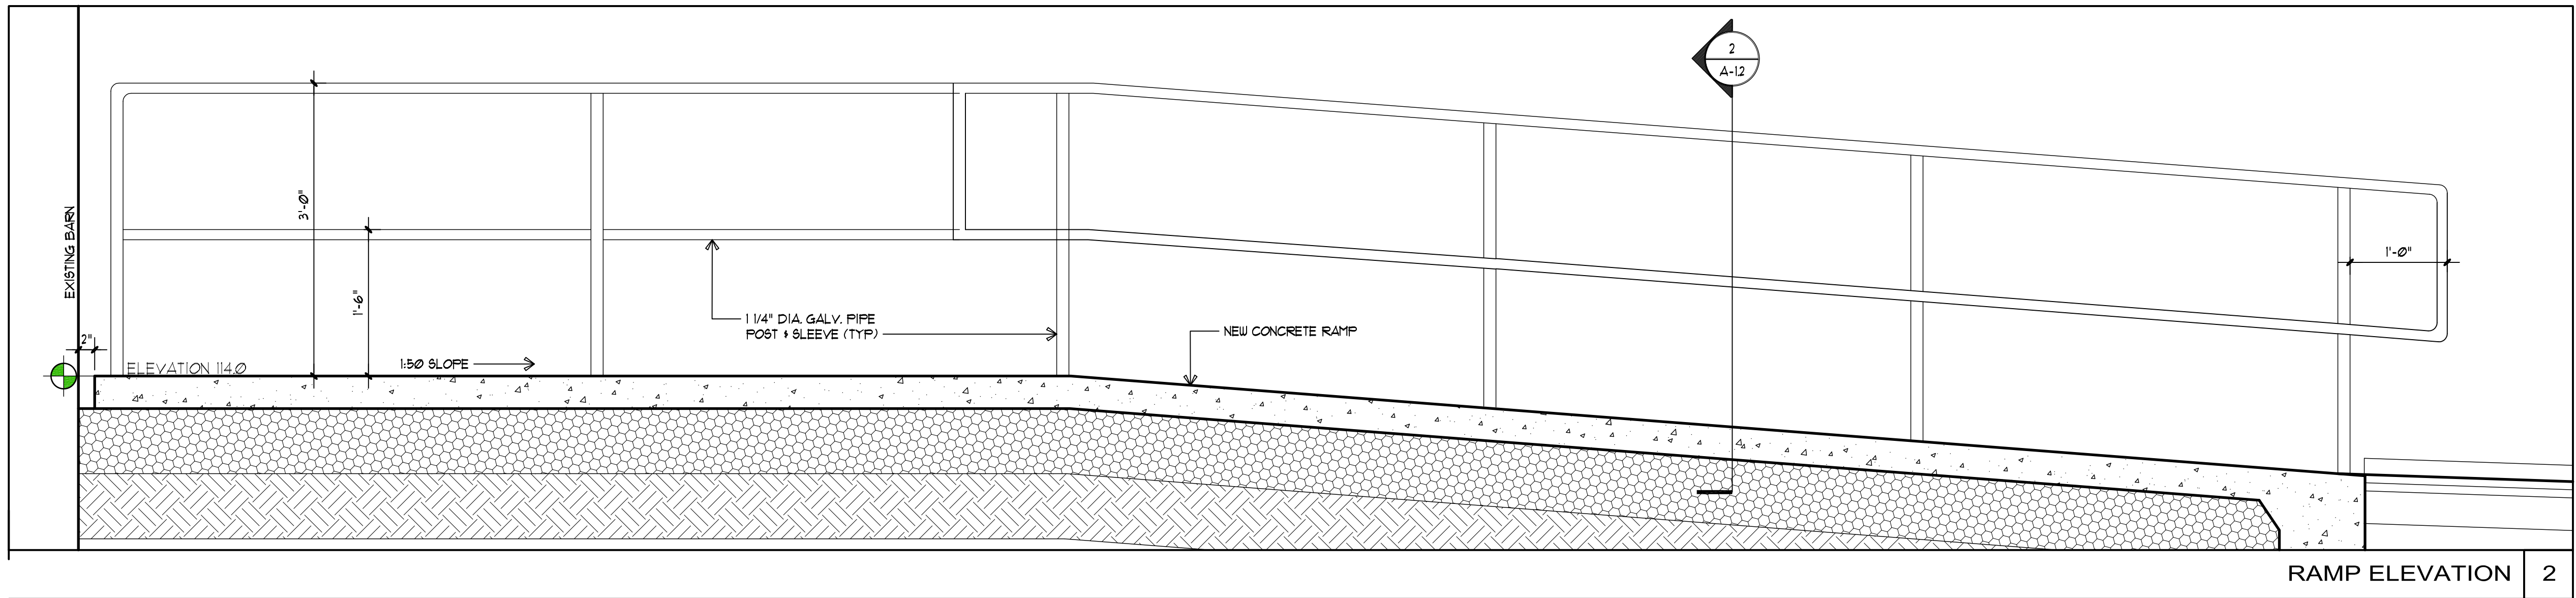 2
A-1.2
3'-0"
EXISTING BARN
1'-0"
1'-6"
1 1/4" DIA. GALV. PIPE
POST & SLEEVE (TYP)
NEW CONCRETE RAMP
2"
ELEVATION 114.0
1:50 SLOPE
RAMP ELEVATION
2